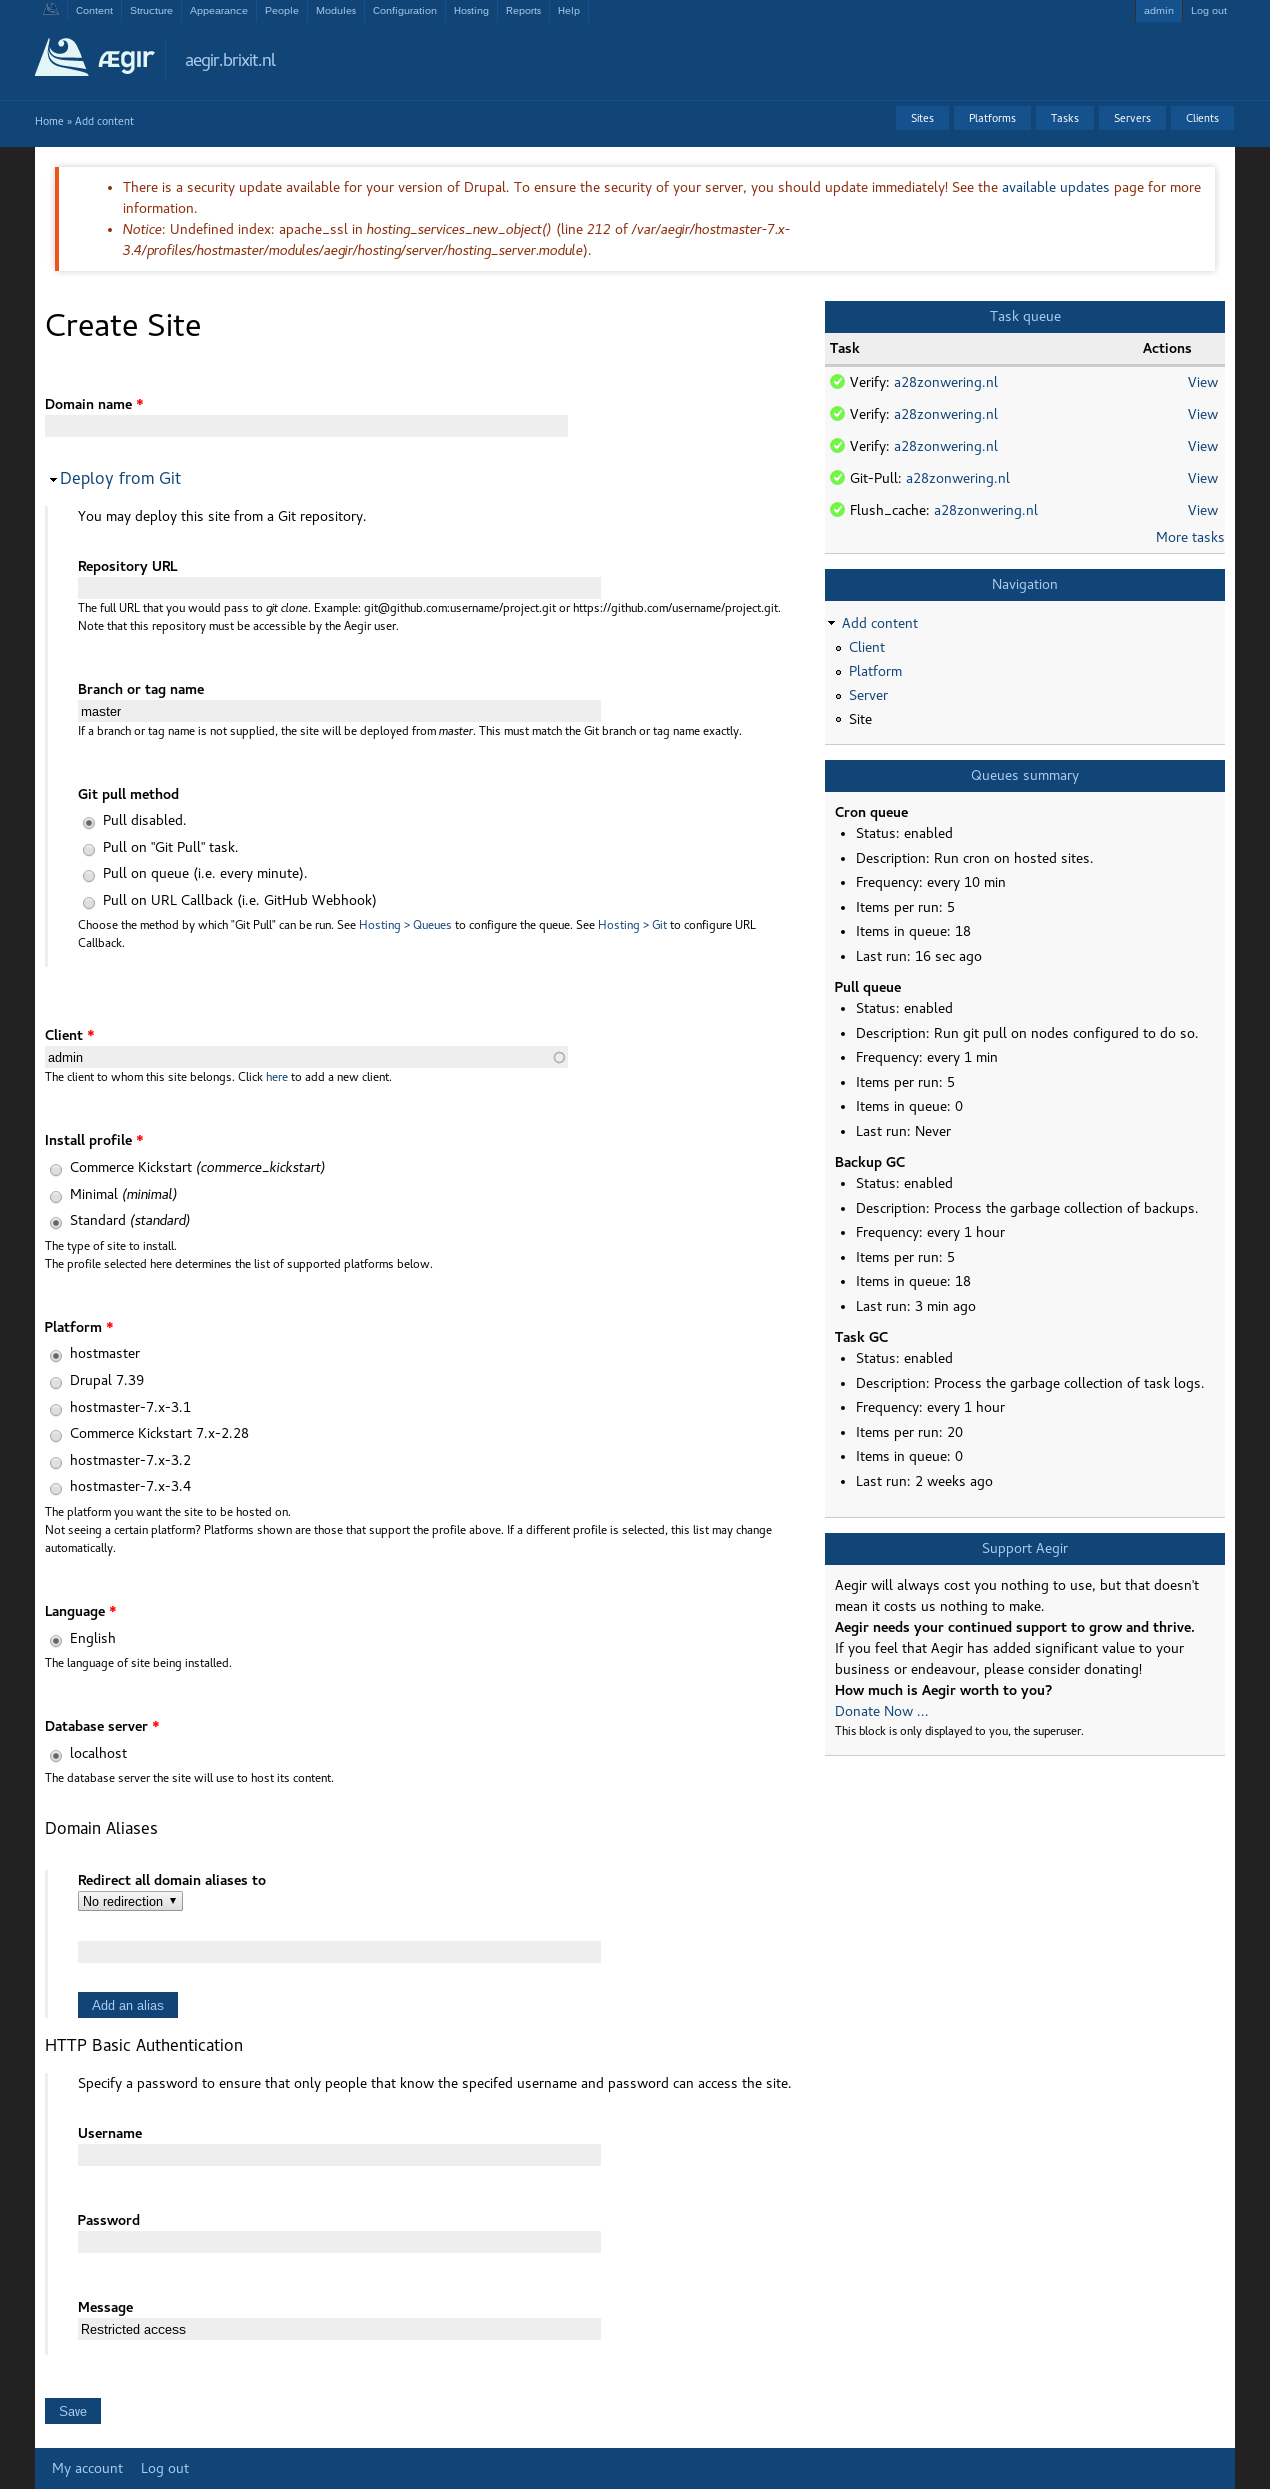 Content Structure Appearance People Modules Configuration Hosting Reports Help admin Log out
ÆGIR aegir.brixit.nl
Home » Add content
Sites Platforms Tasks Servers Clients
• There is a security update available for your version of Drupal. To ensure the security of your server, you should update immediately! See the available updates page for more
information.
• Notice: Undefined index: apache_ssl in hosting_services_new_object() (line 212 of /var/aegir/hostmaster-7.x-
3.4/profiles/hostmaster/modules/aegir/hosting/server/hosting_server.module).
Create Site
Domain name *
Deploy from Git
You may deploy this site from a Git repository.
Repository URL
The full URL that you would pass to git clone. Example: git@github.com:username/project.git or https://github.com/username/project.git.
Note that this repository must be accessible by the Aegir user.
Branch or tag name
master
If a branch or tag name is not supplied, the site will be deployed from master. This must match the Git branch or tag name exactly.
Git pull method
Pull disabled.
Pull on "Git Pull" task.
Pull on queue (i.e. every minute).
Pull on URL Callback (i.e. GitHub Webhook)
Choose the method by which "Git Pull" can be run. See Hosting > Queues to configure the queue. See Hosting > Git to configure URL
Callback.
Client *
admin
The client to whom this site belongs. Click here to add a new client.
Install profile *
Commerce Kickstart (commerce_kickstart)
Minimal (minimal)
Standard (standard)
The type of site to install.
The profile selected here determines the list of supported platforms below.
Platform *
hostmaster
Drupal 7.39
hostmaster-7.x-3.1
Commerce Kickstart 7.x-2.28
hostmaster-7.x-3.2
hostmaster-7.x-3.4
The platform you want the site to be hosted on.
Not seeing a certain platform? Platforms shown are those that support the profile above. If a different profile is selected, this list may change
automatically.
Language *
English
The language of site being installed.
Database server *
localhost
The database server the site will use to host its content.
Domain Aliases
Redirect all domain aliases to
No redirection
Add an alias
HTTP Basic Authentication
Specify a password to ensure that only people that know the specifed username and password can access the site.
Username
Password
Message
Restricted access
Save
Task queue
Task Actions
Verify: a28zonwering.nl View
Verify: a28zonwering.nl View
Verify: a28zonwering.nl View
Git-Pull: a28zonwering.nl View
Flush_cache: a28zonwering.nl View
More tasks
Navigation
Add content
Client
Platform
Server
Site
Queues summary
Cron queue
• Status: enabled
• Description: Run cron on hosted sites.
• Frequency: every 10 min
• Items per run: 5
• Items in queue: 18
• Last run: 16 sec ago
Pull queue
• Status: enabled
• Description: Run git pull on nodes configured to do so.
• Frequency: every 1 min
• Items per run: 5
• Items in queue: 0
• Last run: Never
Backup GC
• Status: enabled
• Description: Process the garbage collection of backups.
• Frequency: every 1 hour
• Items per run: 5
• Items in queue: 18
• Last run: 3 min ago
Task GC
• Status: enabled
• Description: Process the garbage collection of task logs.
• Frequency: every 1 hour
• Items per run: 20
• Items in queue: 0
• Last run: 2 weeks ago
Support Aegir
Aegir will always cost you nothing to use, but that doesn't
mean it costs us nothing to make.
Aegir needs your continued support to grow and thrive.
If you feel that Aegir has added significant value to your
business or endeavour, please consider donating!
How much is Aegir worth to you?
Donate Now ...
This block is only displayed to you, the superuser.
My account Log out